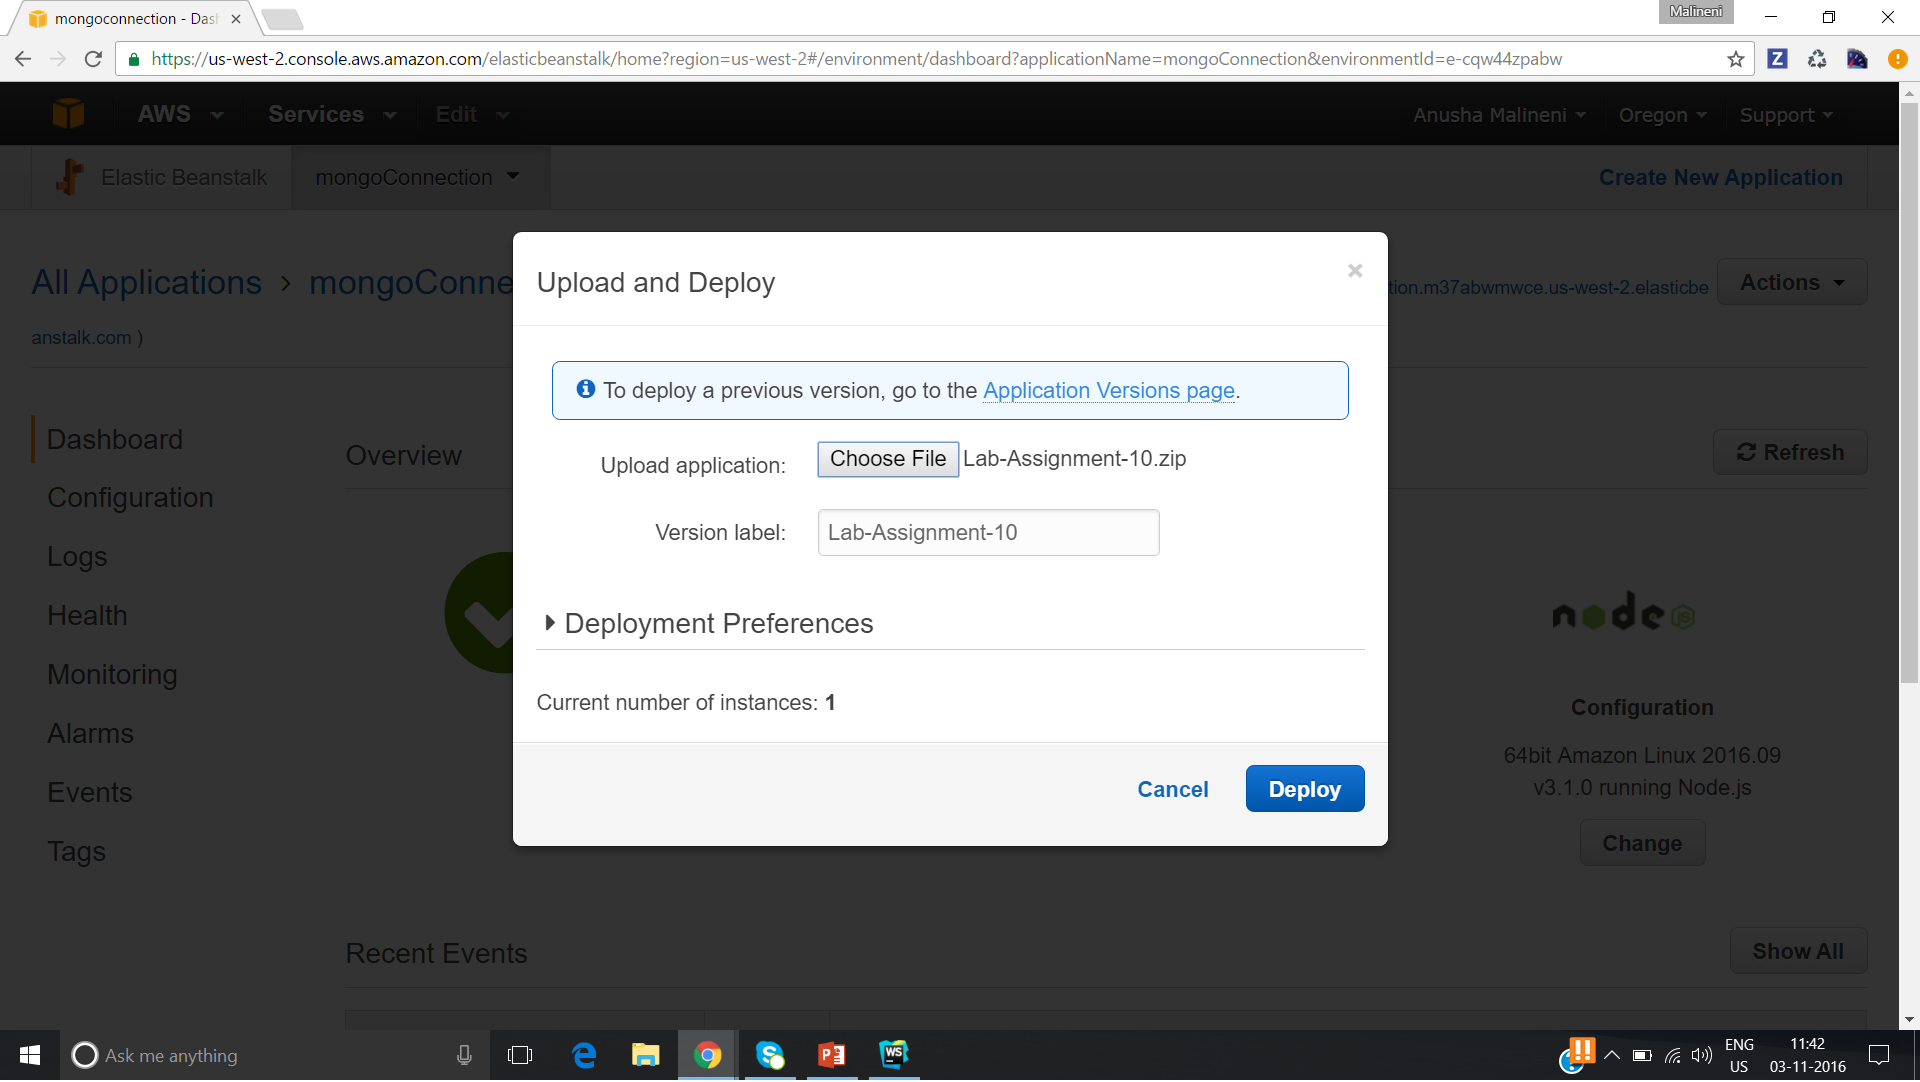 mongoconnection - Das
Malineni
https://us-west-2.console.aws.amazon.com/elasticbeanstalk/home?region=us-west-2#/environment/dashboard?applicationName=mongoConnection&environmentId=e-cqw44zpabw
Z
AWS Services Edit Anusha Malineni Oregon Support
Elastic Beanstalk mongoConnection Create New Application
Upload and Deploy ×
All Applications > mongoConne tion.m37abwmwce.us-west-2.elasticbe Actions
anstalk.com )
To deploy a previous version, go to the Application Versions page.
Dashboard
Overview
Refresh
Upload application: Choose File Lab-Assignment-10.zip
Configuration
Version label: Lab-Assignment-10
Logs
Health
Deployment Preferences
node JS
Monitoring
Current number of instances: 1
Configuration
Alarms
64bit Amazon Linux 2016.09
v3.1.0 running Node.js
Events
Cancel Deploy
Change
Tags
Recent Events Show All
Ask me anything
WS
ENG
US
11:42
03-11-2016